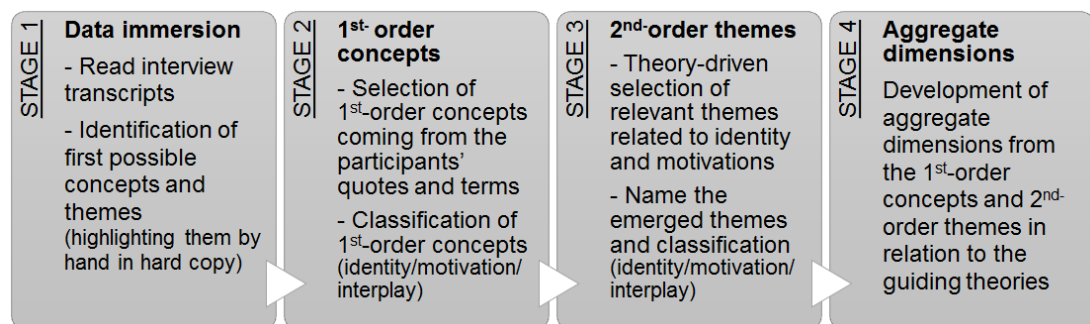 STAGE 1
Data immersion
- Read interview
transcripts
- Identification of
first possible
concepts and
themes
(highlighting them by
hand in hard copy)
STAGE 2
1st- order
concepts
- Selection of
1st-order concepts
coming from the
participants'
quotes and terms
- Classification of
1st-order concepts
(identity/motivation/
interplay)
STAGE 3
2nd-order themes
- Theory-driven
selection of
relevant themes
related to identity
and motivations
- Name the
emerged themes
and classification
(identity/motivation/
interplay)
STAGE 4
Aggregate
dimensions
Development of
aggregate
dimensions from
the 1st-order
concepts and 2nd-
order themes in
relation to the
guiding theories